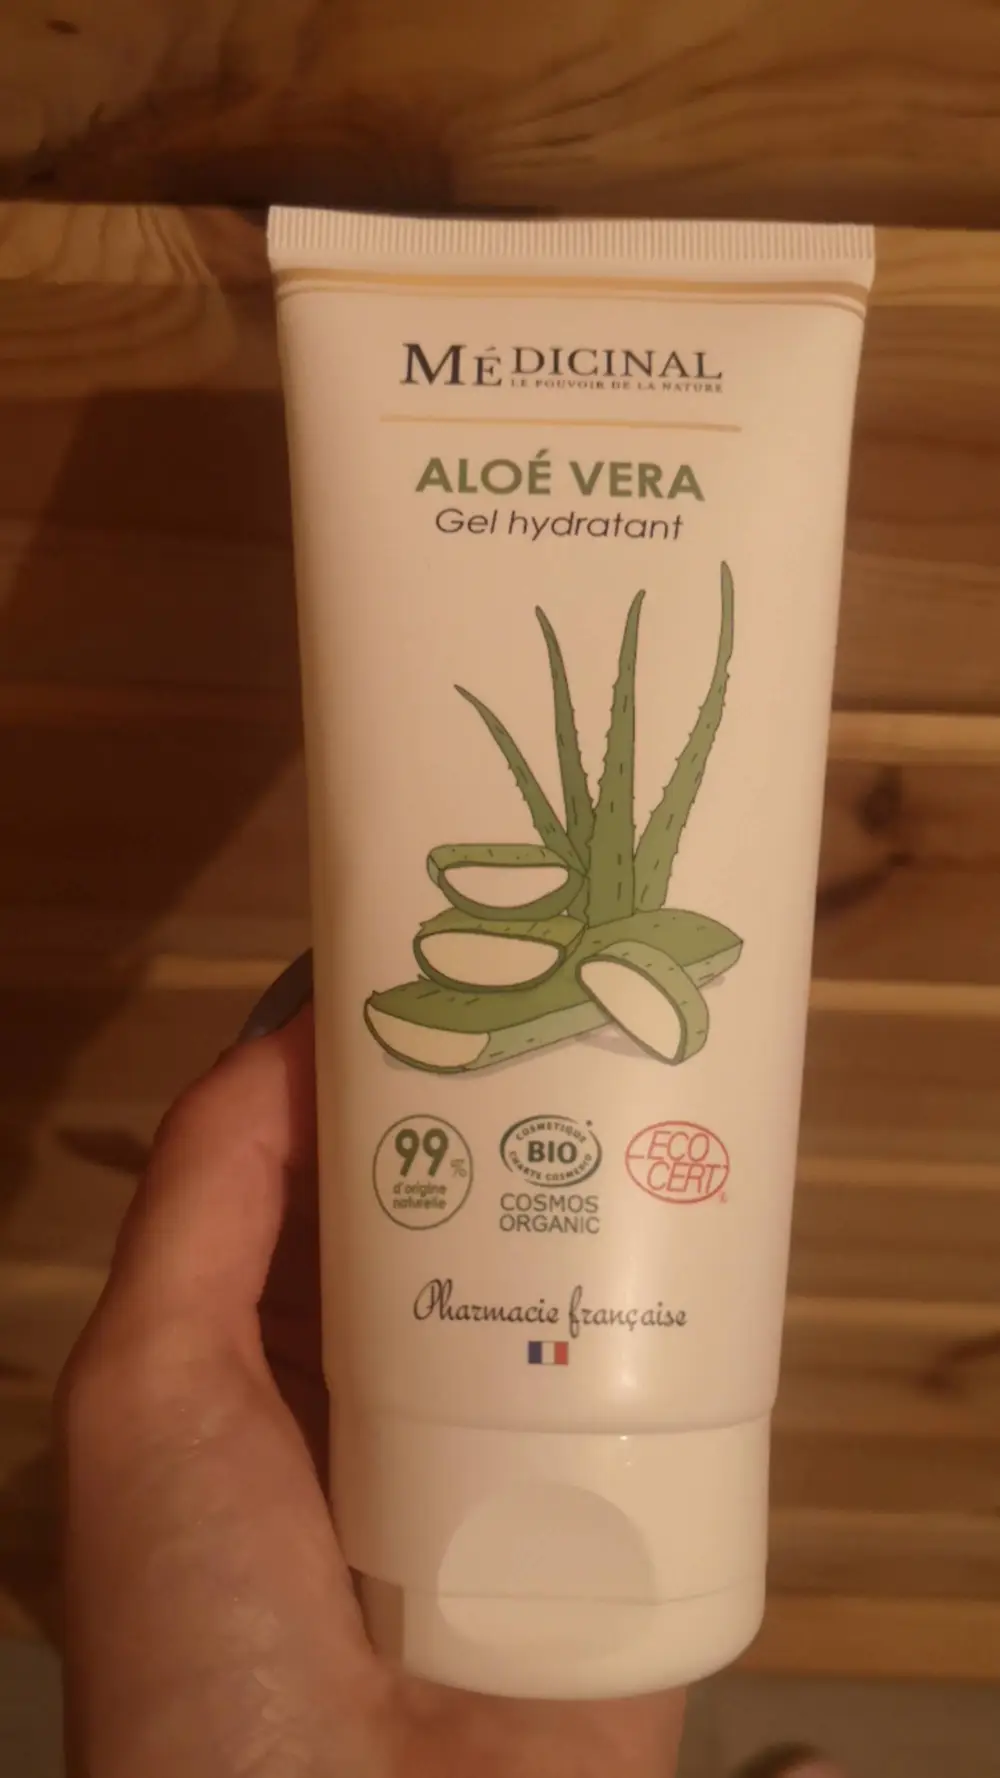 MÉDICINAL
LE POUVOIR DE LA NATURE
ALOÉ VERA
Gel hydratant
99%
d'origine
naturelle
COSMÉTIQUE
BIO
CHARTE COSMEBIO
COSMOS
ORGANIC
ECO
CERT
Pharmacie française